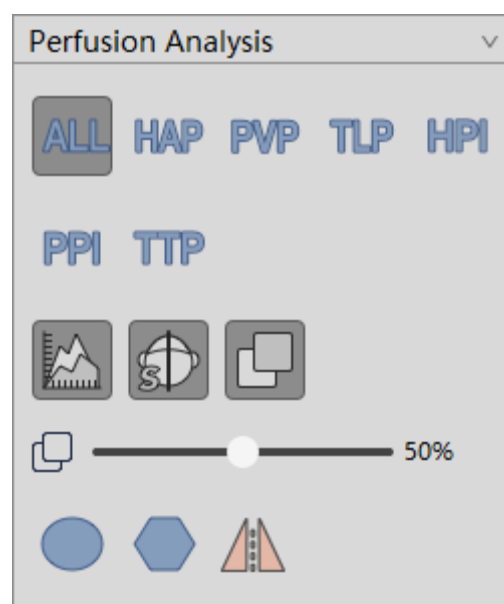 Perfusion Analysis
ALL HAP PVP TLP HPI
PPI TTP
S
50%